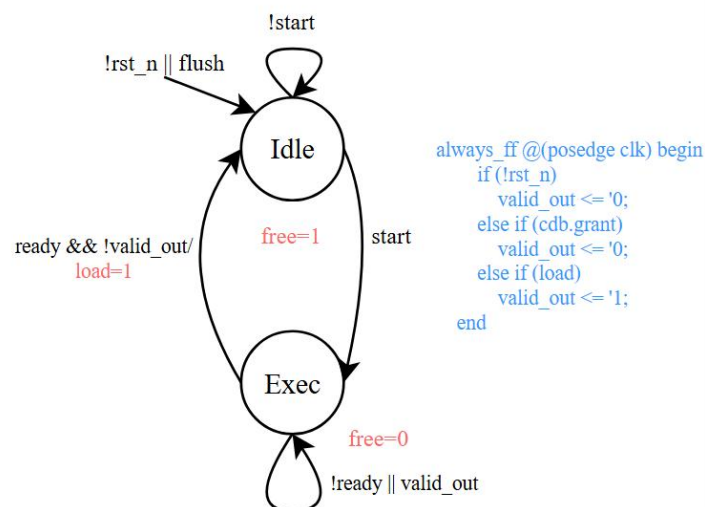 !start
!rst_n || flush
Idle
always_ff @(posedge clk) begin
if (!rst_n)
valid_out <= '0;
else if (cdb.grant)
valid_out <= '0;
else if (load)
valid_out <= '1;
end
free=1
start
ready && !valid_out/
load=1
Exec
free=0
!ready || valid_out